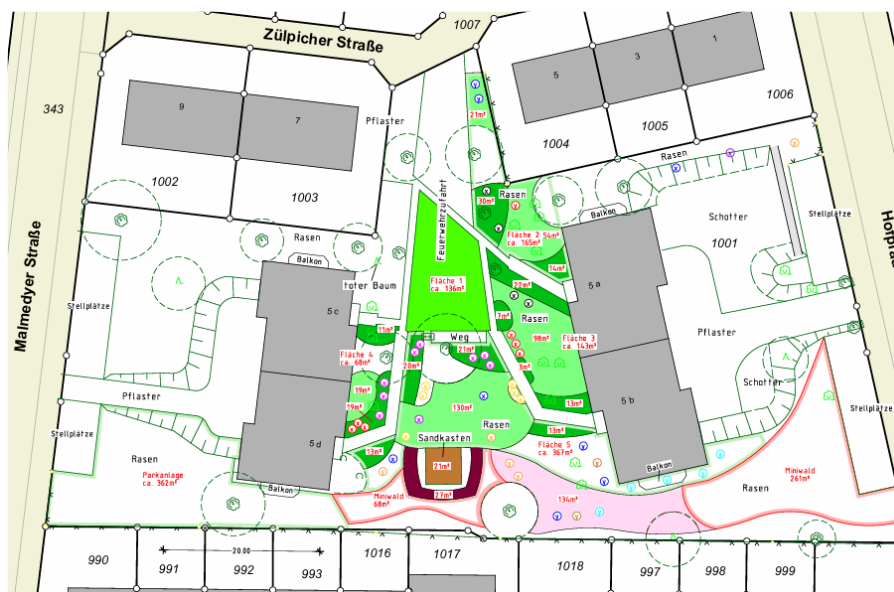 1007
Zülpicher Straße
343
9
7
Pflaster
21m²
5
3
1
1006
1004
1005
1002
1003
Rasen
30m²
Rasen
Feuerwehrzufahrt
Fläche 2
ca. 165m²
54m²
Balkon
Schotter
1001
Stellplätze
Malmedyer Straße
Rasen
Balkon
toter Baum
Fläche 1
ca. 136m²
14m²
22m²
5a
Stellplätze
5c
11m²
7m²
Rasen
98m²
Fläche 3
ca. 143m²
Pflaster
Weg
21m²
Fläche 4
ca. 68m²
20m²
3m²
19m²
19m²
Pflaster
Schotter
130m²
13m²
5b
Stellplätze
Rasen
13m²
Stellplätze
5d
13m²
Sandkasten
Fläche 5
ca. 367m²
Rasen
Parkanlage
ca. 362m²
21m²
27m²
Balkon
Balkon
Miniwald
68m²
134m²
Rasen
Miniwald
261m²
990
991
992
993
20.00
1016
1017
1018
997
998
999